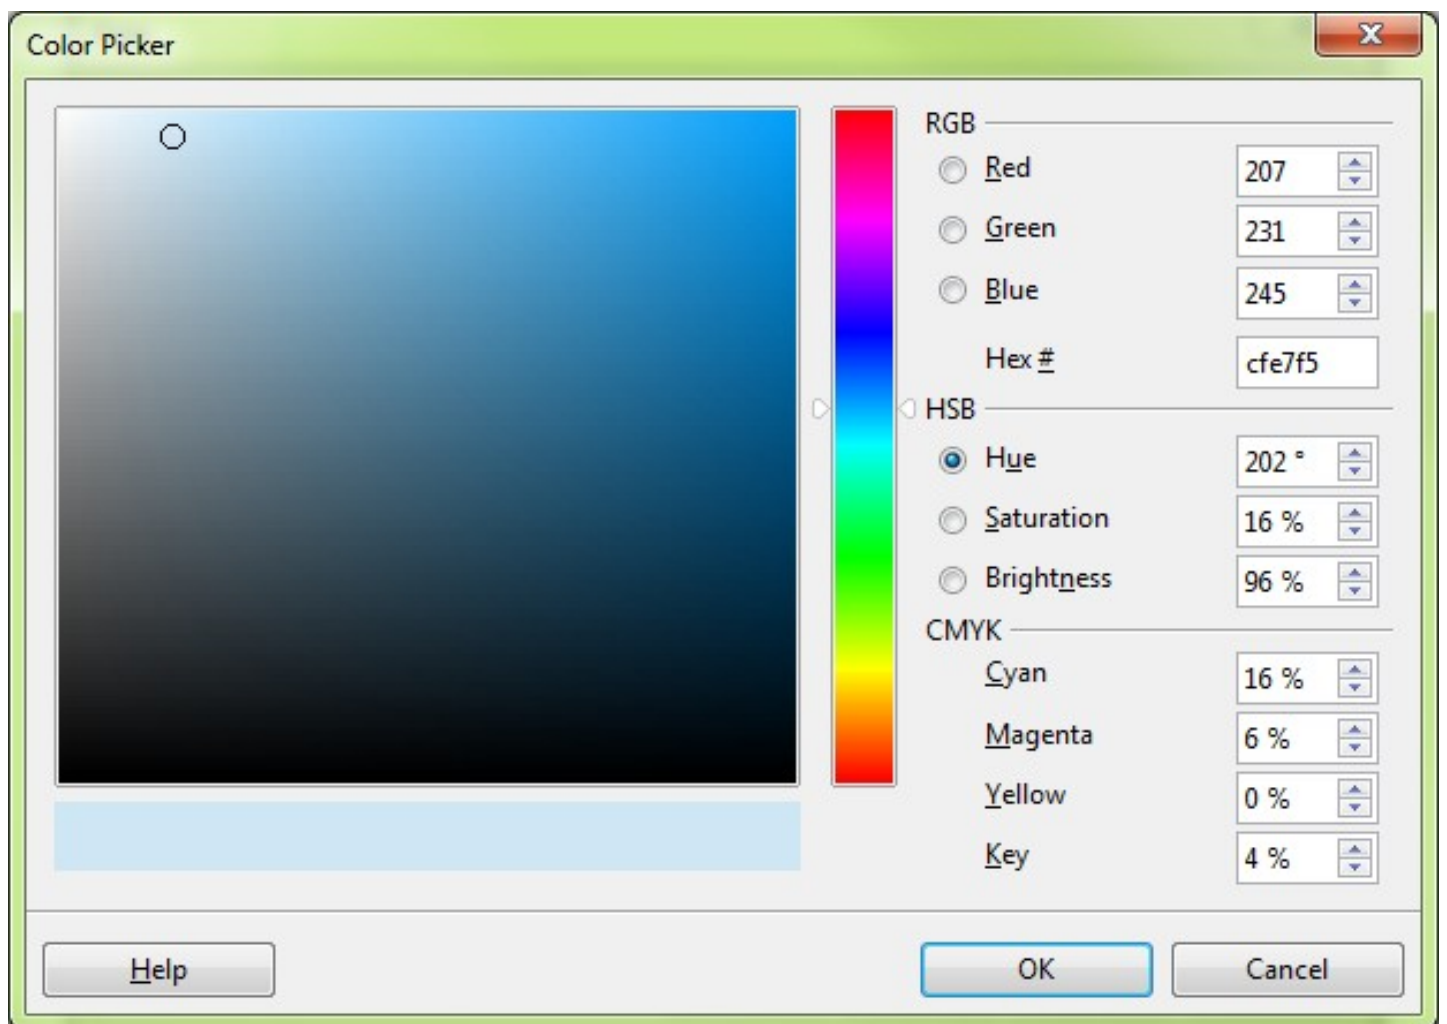 Color Picker
RGB
Red 207
Green 231
Blue 245
Hex # cfe7f5
HSB
Hue 202 °
Saturation 16 %
Brightness 96 %
CMYK
Cyan 16 %
Magenta 6 %
Yellow 0 %
Key 4 %
Help OK Cancel